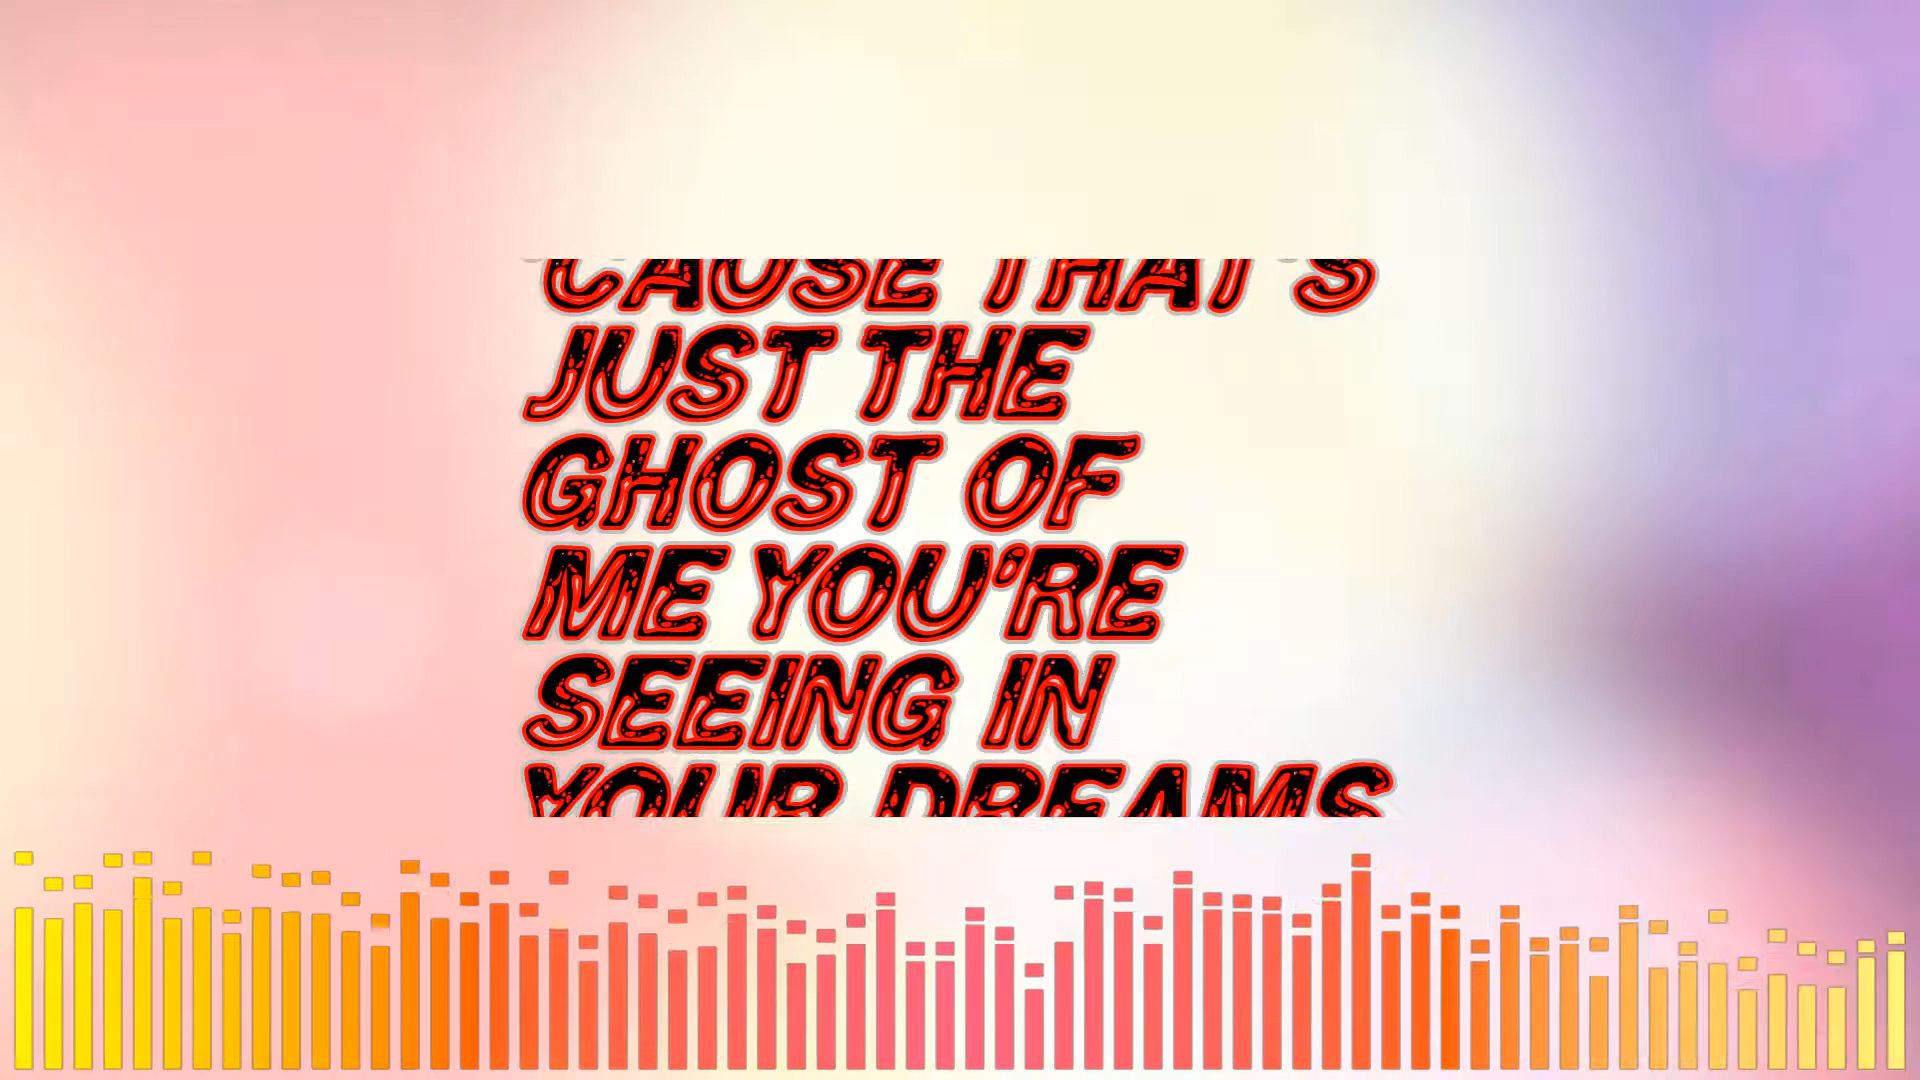 CAUSE THAT'S
JUST THE
GHOST OF
ME YOU'RE
SEEING IN
YOUR DREAMS